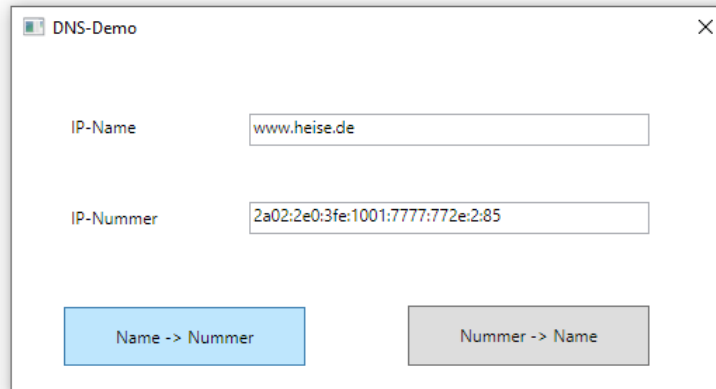 DNS-Demo
IP-Name
www.heise.de
IP-Nummer
2a02:2e0:3fe:1001:7777:772e:2:85
Name -> Nummer
Nummer -> Name